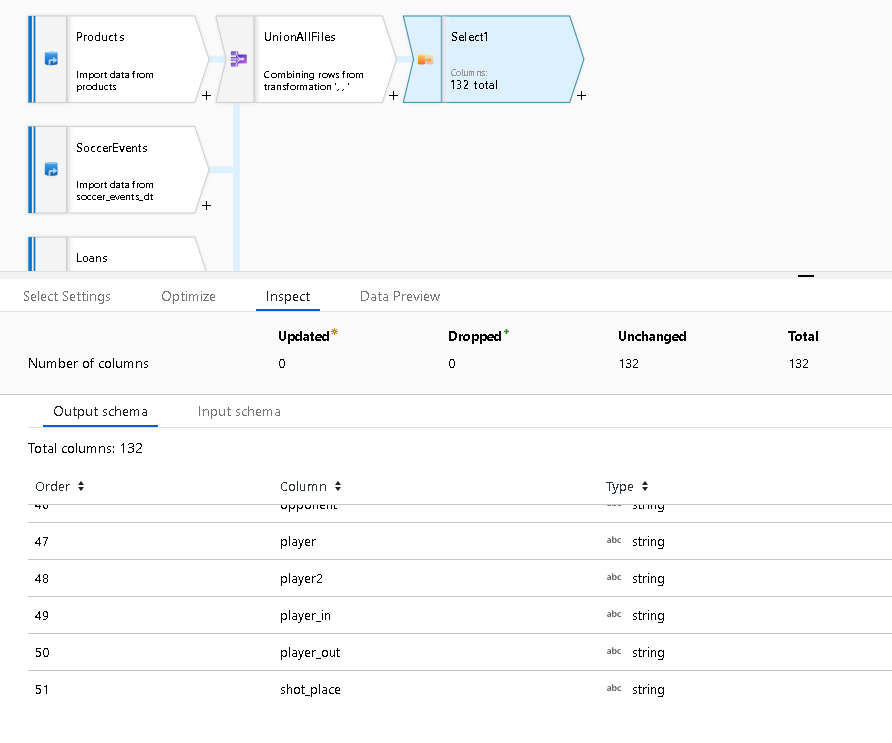 Products
Import data from
products
+
UnionAllFiles
Combining rows from
transformation ', , '
+
Select1
Columns:
132 total
+
SoccerEvents
Import data from
soccer_events_dt
+
Loans
Select Settings Optimize Inspect Data Preview
Updated* Dropped+ Unchanged Total
Number of columns 0 0 132 132
Output schema Input schema
Total columns: 132
Order Column Type
46 opponent abc string
47 player abc string
48 player2 abc string
49 player_in abc string
50 player_out abc string
51 shot_place abc string